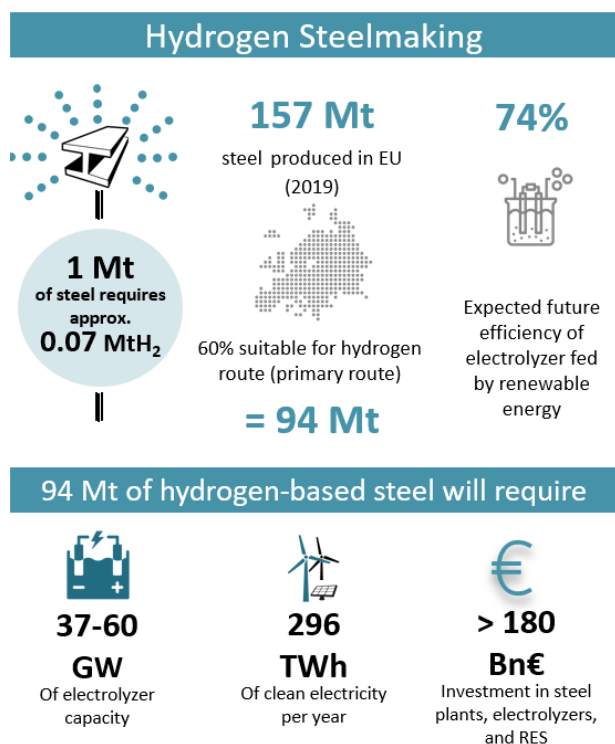 Hydrogen Steelmaking
1 Mt
of steel requires
approx.
0.07 MtH₂
157 Mt
steel produced in EU
(2019)
60% suitable for hydrogen
route (primary route)
= 94 Mt
74%
Expected future
efficiency of
electrolyzer fed
by renewable
energy
94 Mt of hydrogen-based steel will require
- +
37-60
GW
Of electrolyzer
capacity
296
TWh
Of clean electricity
per year
€
> 180
Bn€
Investment in steel
plants, electrolyzers,
and RES